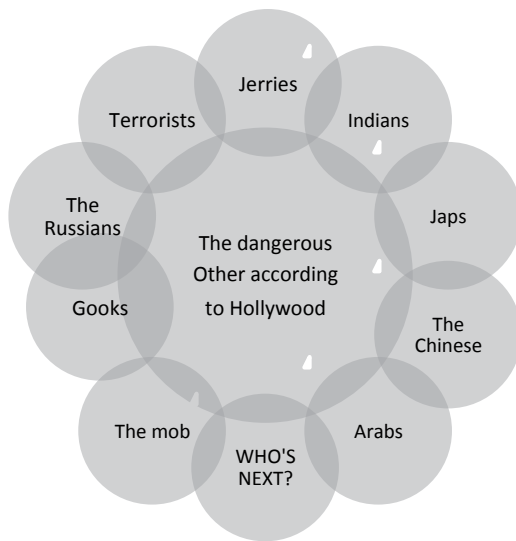 Jerries
Terrorists
Indians
The
Russians
Japs
The dangerous
Other according
to Hollywood
Gooks
The
Chinese
The mob
Arabs
WHO'S
NEXT?